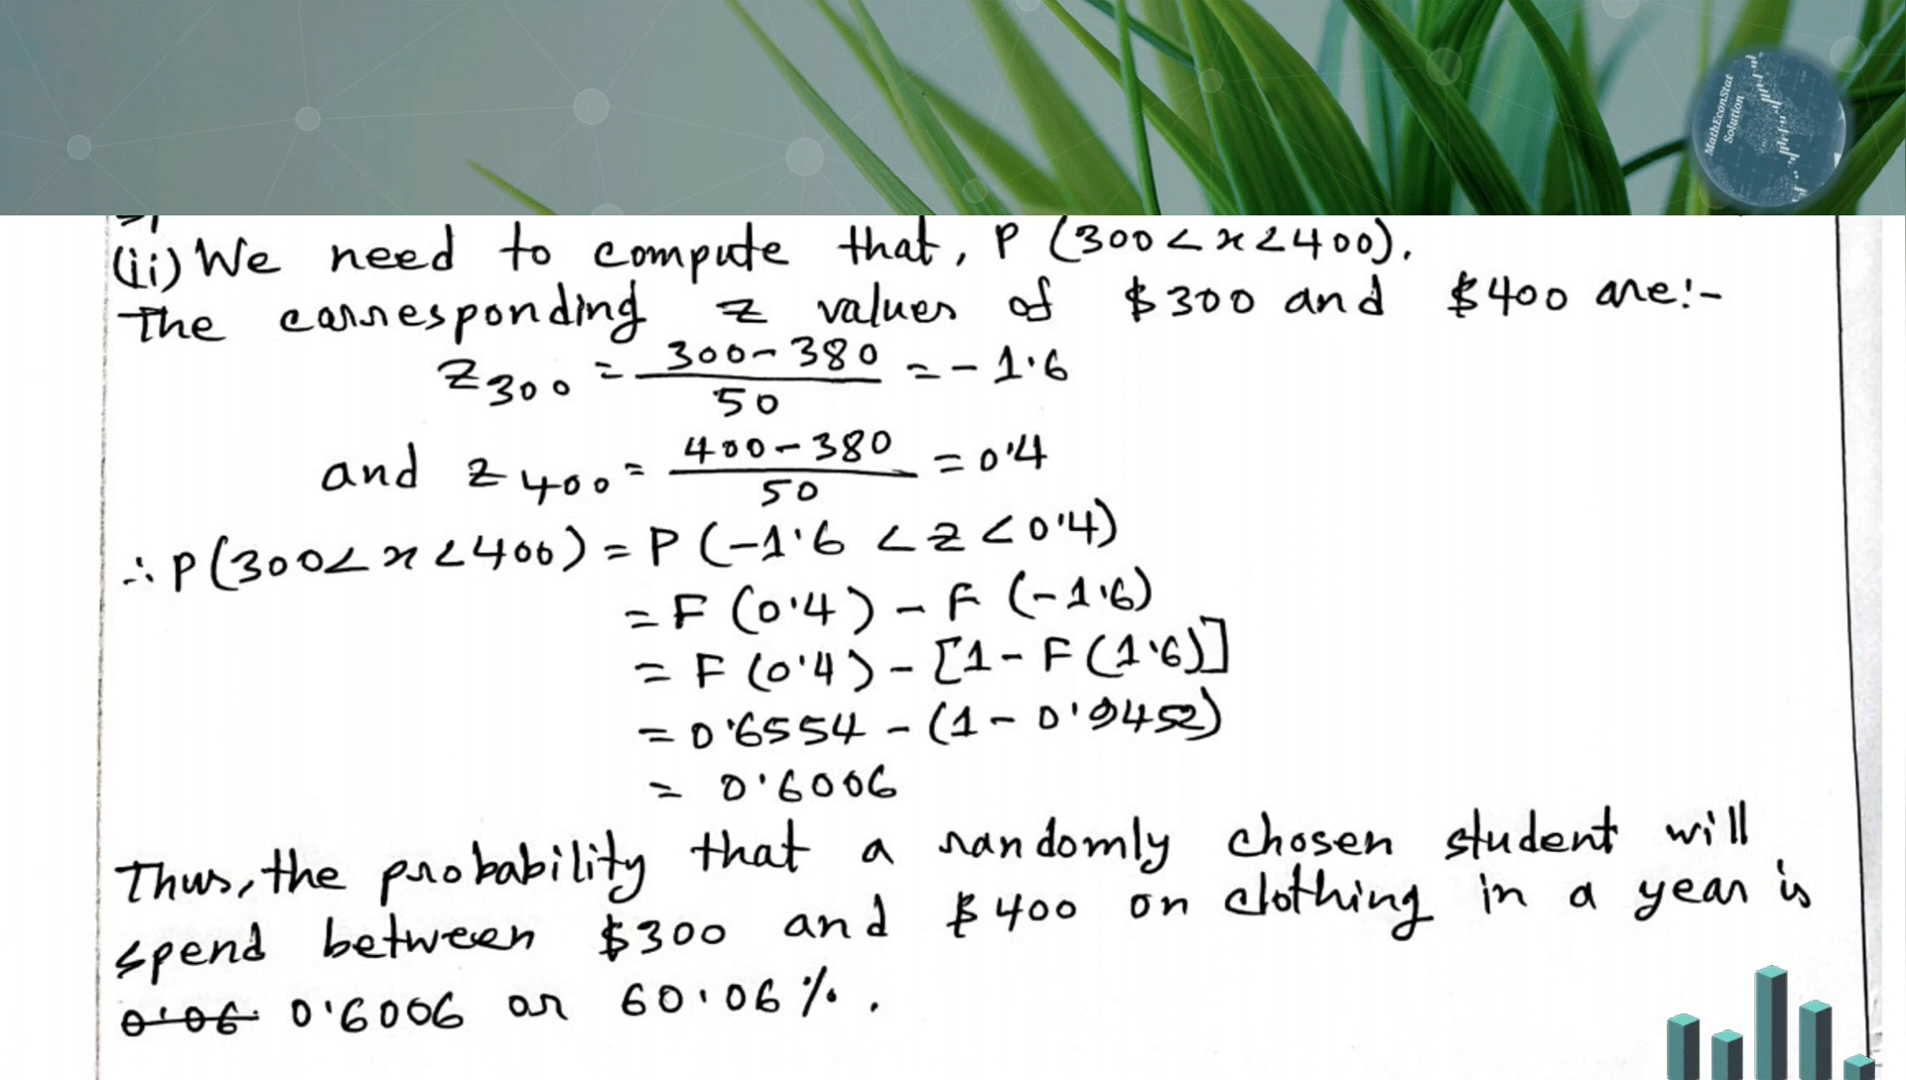 MathEconStat
Solution
(ii) We need to compute that, P (300 < x < 400).
The corresponding z values of $300 and $400 are:-
z300 = 300-380 / 50 = - 1.6
and z400 = 400-380 / 50 = 0.4
∴ P(300 < x < 400) = P (-1.6 < z < 0.4)
= F (0.4) - F (-1.6)
= F (0.4) - [1 - F (1.6)]
= 0.6554 - (1 - 0.9452)
= 0.6006
Thus, the probability that a randomly chosen student will
spend between $300 and $400 on clothing in a year is
0.06 0.6006 or 60.06%.